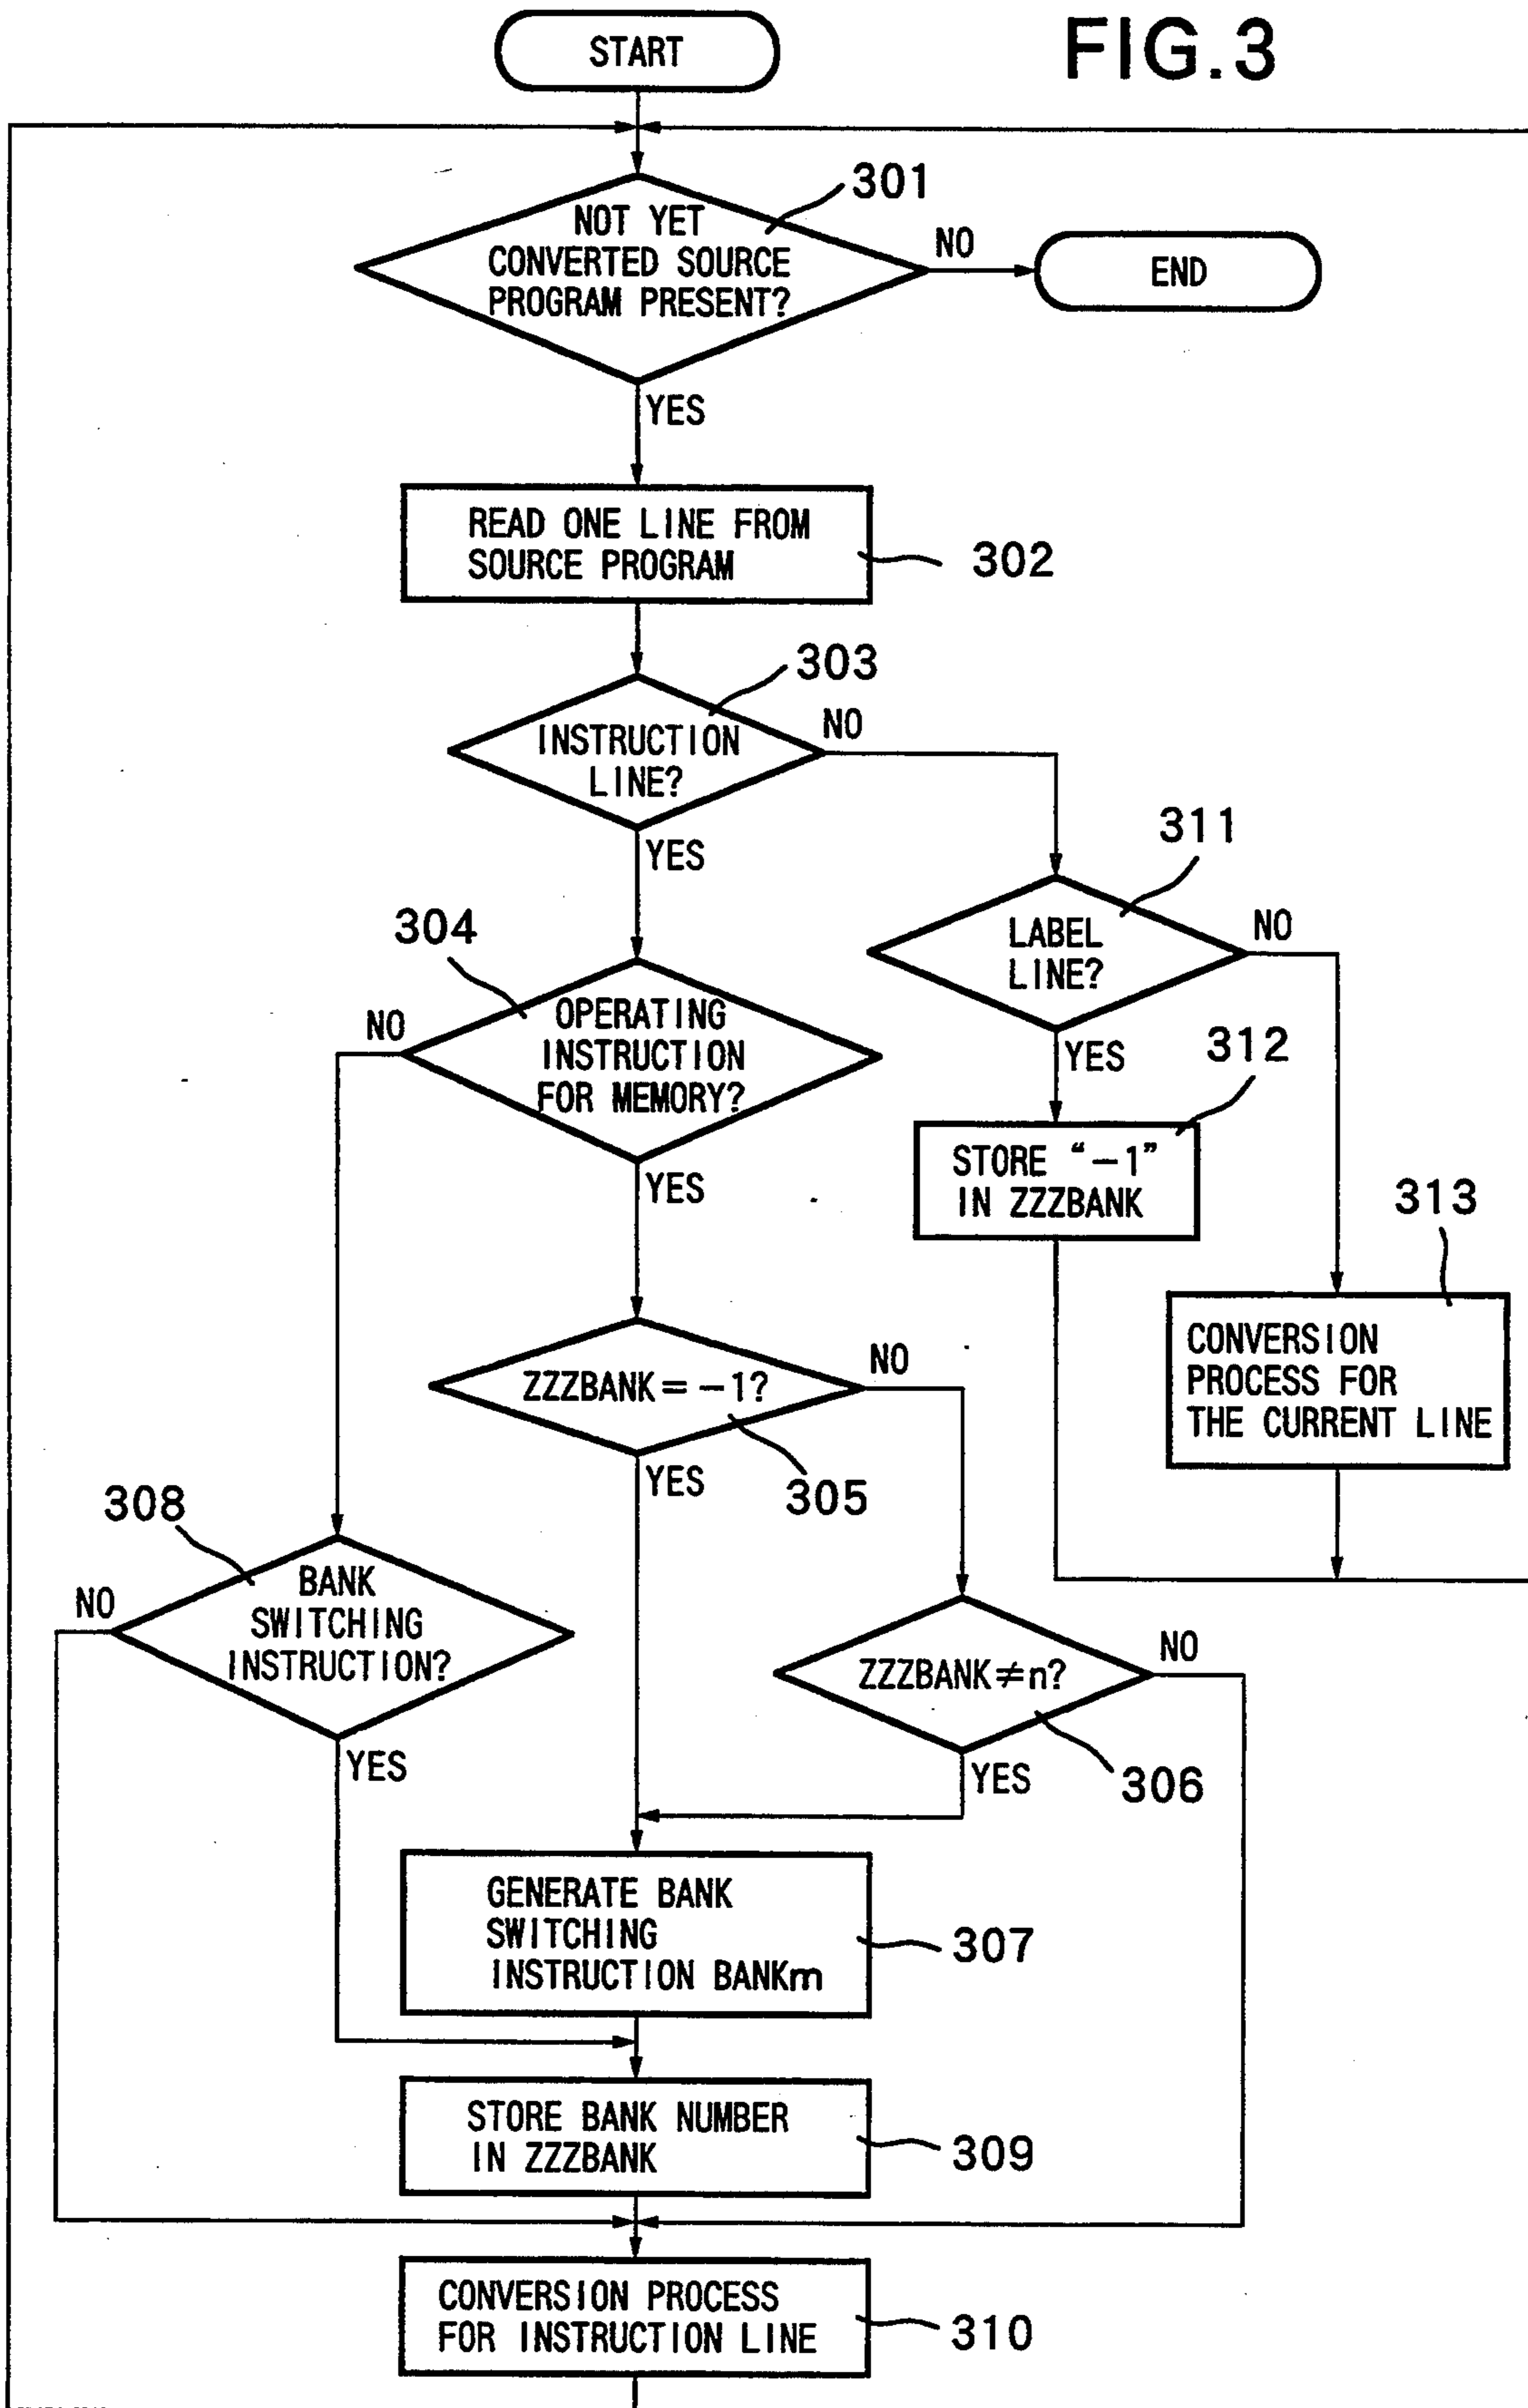 START
FIG.3
301
NOT YET
CONVERTED SOURCE
PROGRAM PRESENT?
NO
END
YES
READ ONE LINE FROM
SOURCE PROGRAM
302
303
INSTRUCTION
LINE?
NO
YES
311
LABEL
LINE?
NO
YES
304
OPERATING
INSTRUCTION
FOR MEMORY?
NO
YES
312
STORE “−1”
IN ZZZBANK
313
CONVERSION
PROCESS FOR
THE CURRENT LINE
ZZZBANK=−1?
NO
YES
305
308
BANK
SWITCHING
INSTRUCTION?
NO
YES
ZZZBANK≠n?
NO
YES
306
GENERATE BANK
SWITCHING
INSTRUCTION BANKm
307
STORE BANK NUMBER
IN ZZZBANK
309
CONVERSION PROCESS
FOR INSTRUCTION LINE
310